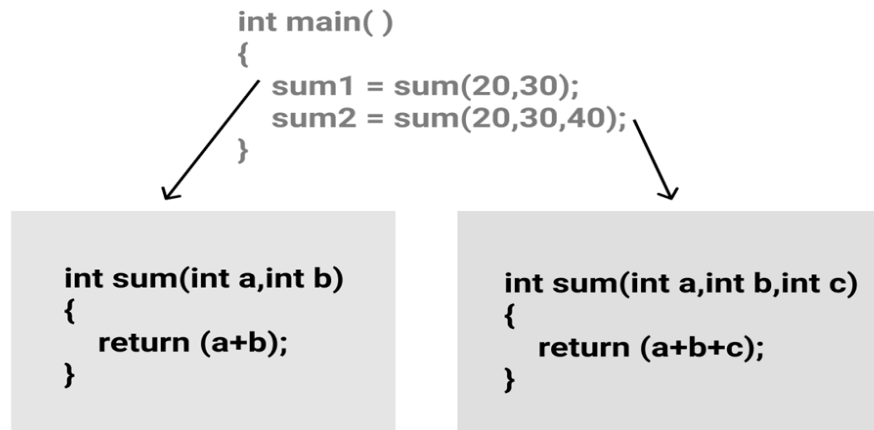 int main( )
{
sum1 = sum(20,30);
sum2 = sum(20,30,40);
}
int sum(int a,int b)
{
return (a+b);
}
int sum(int a,int b,int c)
{
return (a+b+c);
}